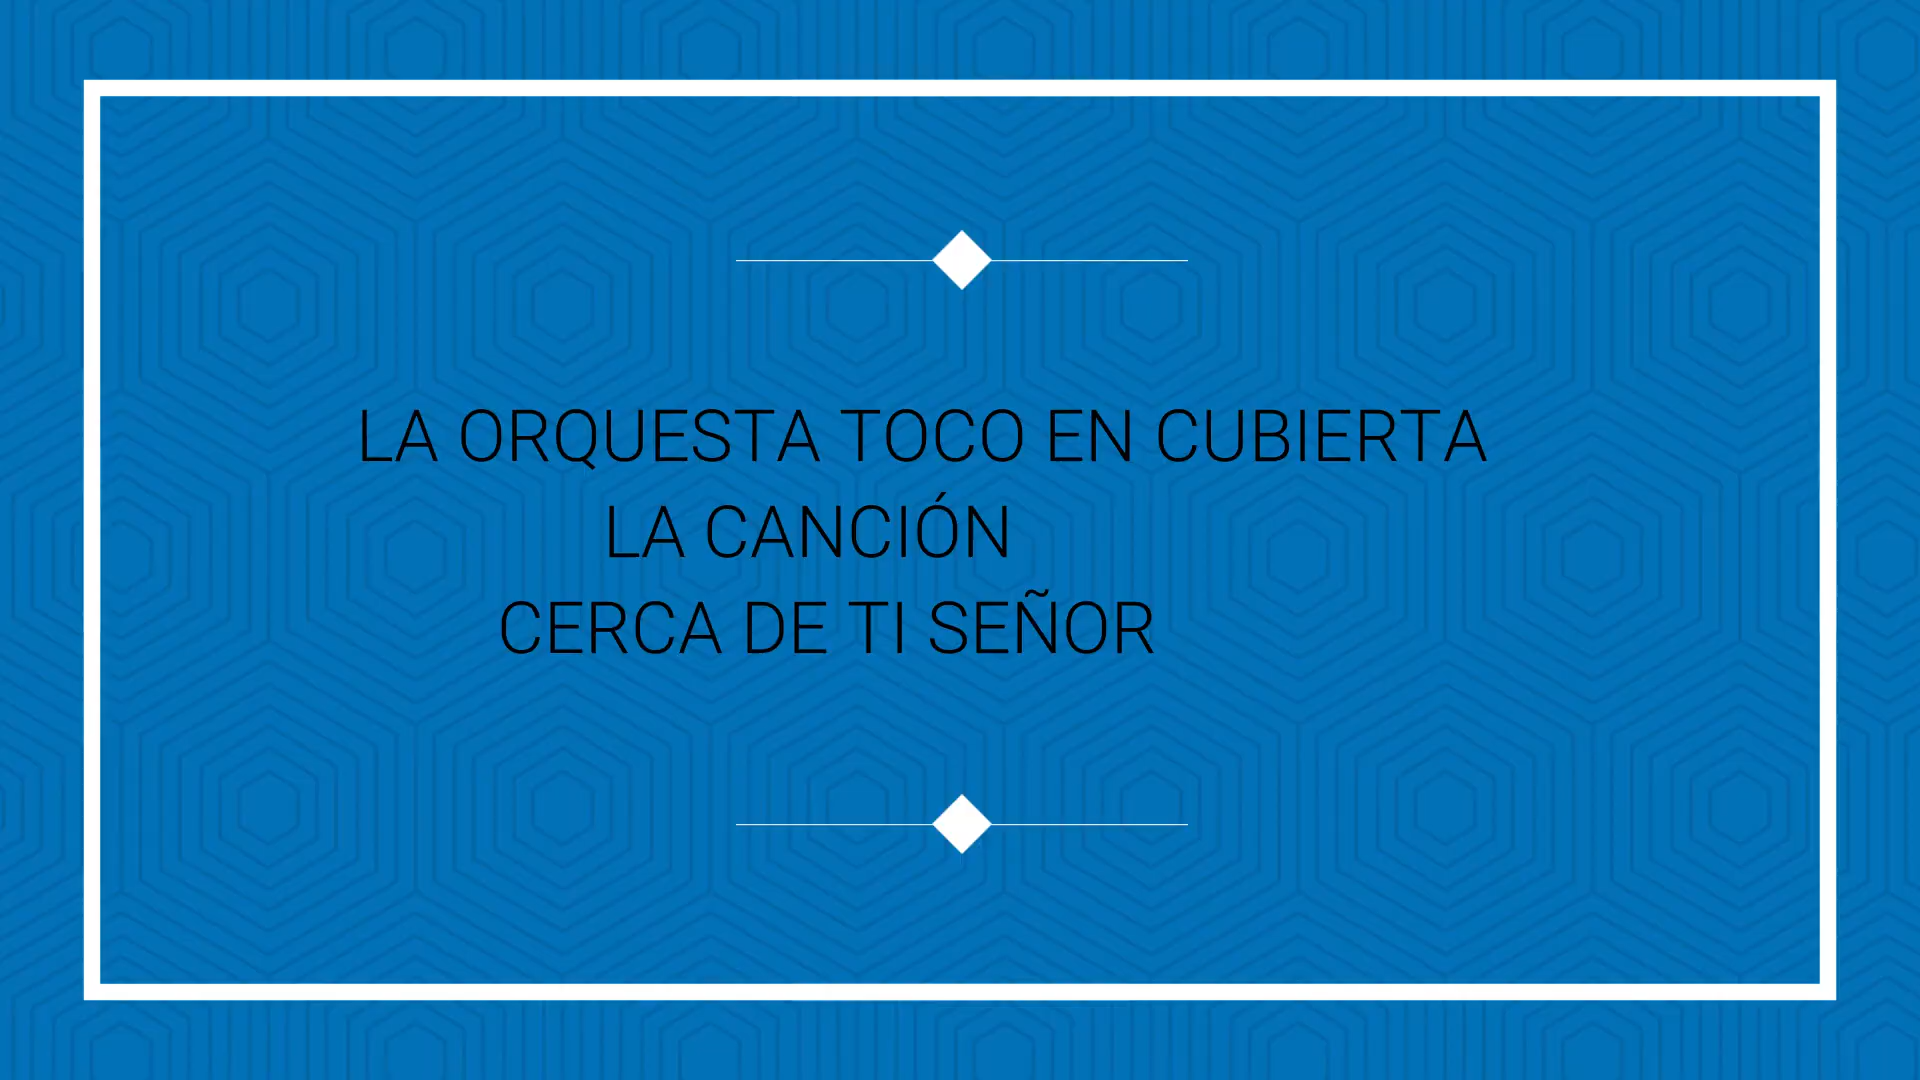 LA ORQUESTA TOCO EN CUBIERTA
LA CANCIÓN
CERCA DE TI SEÑOR